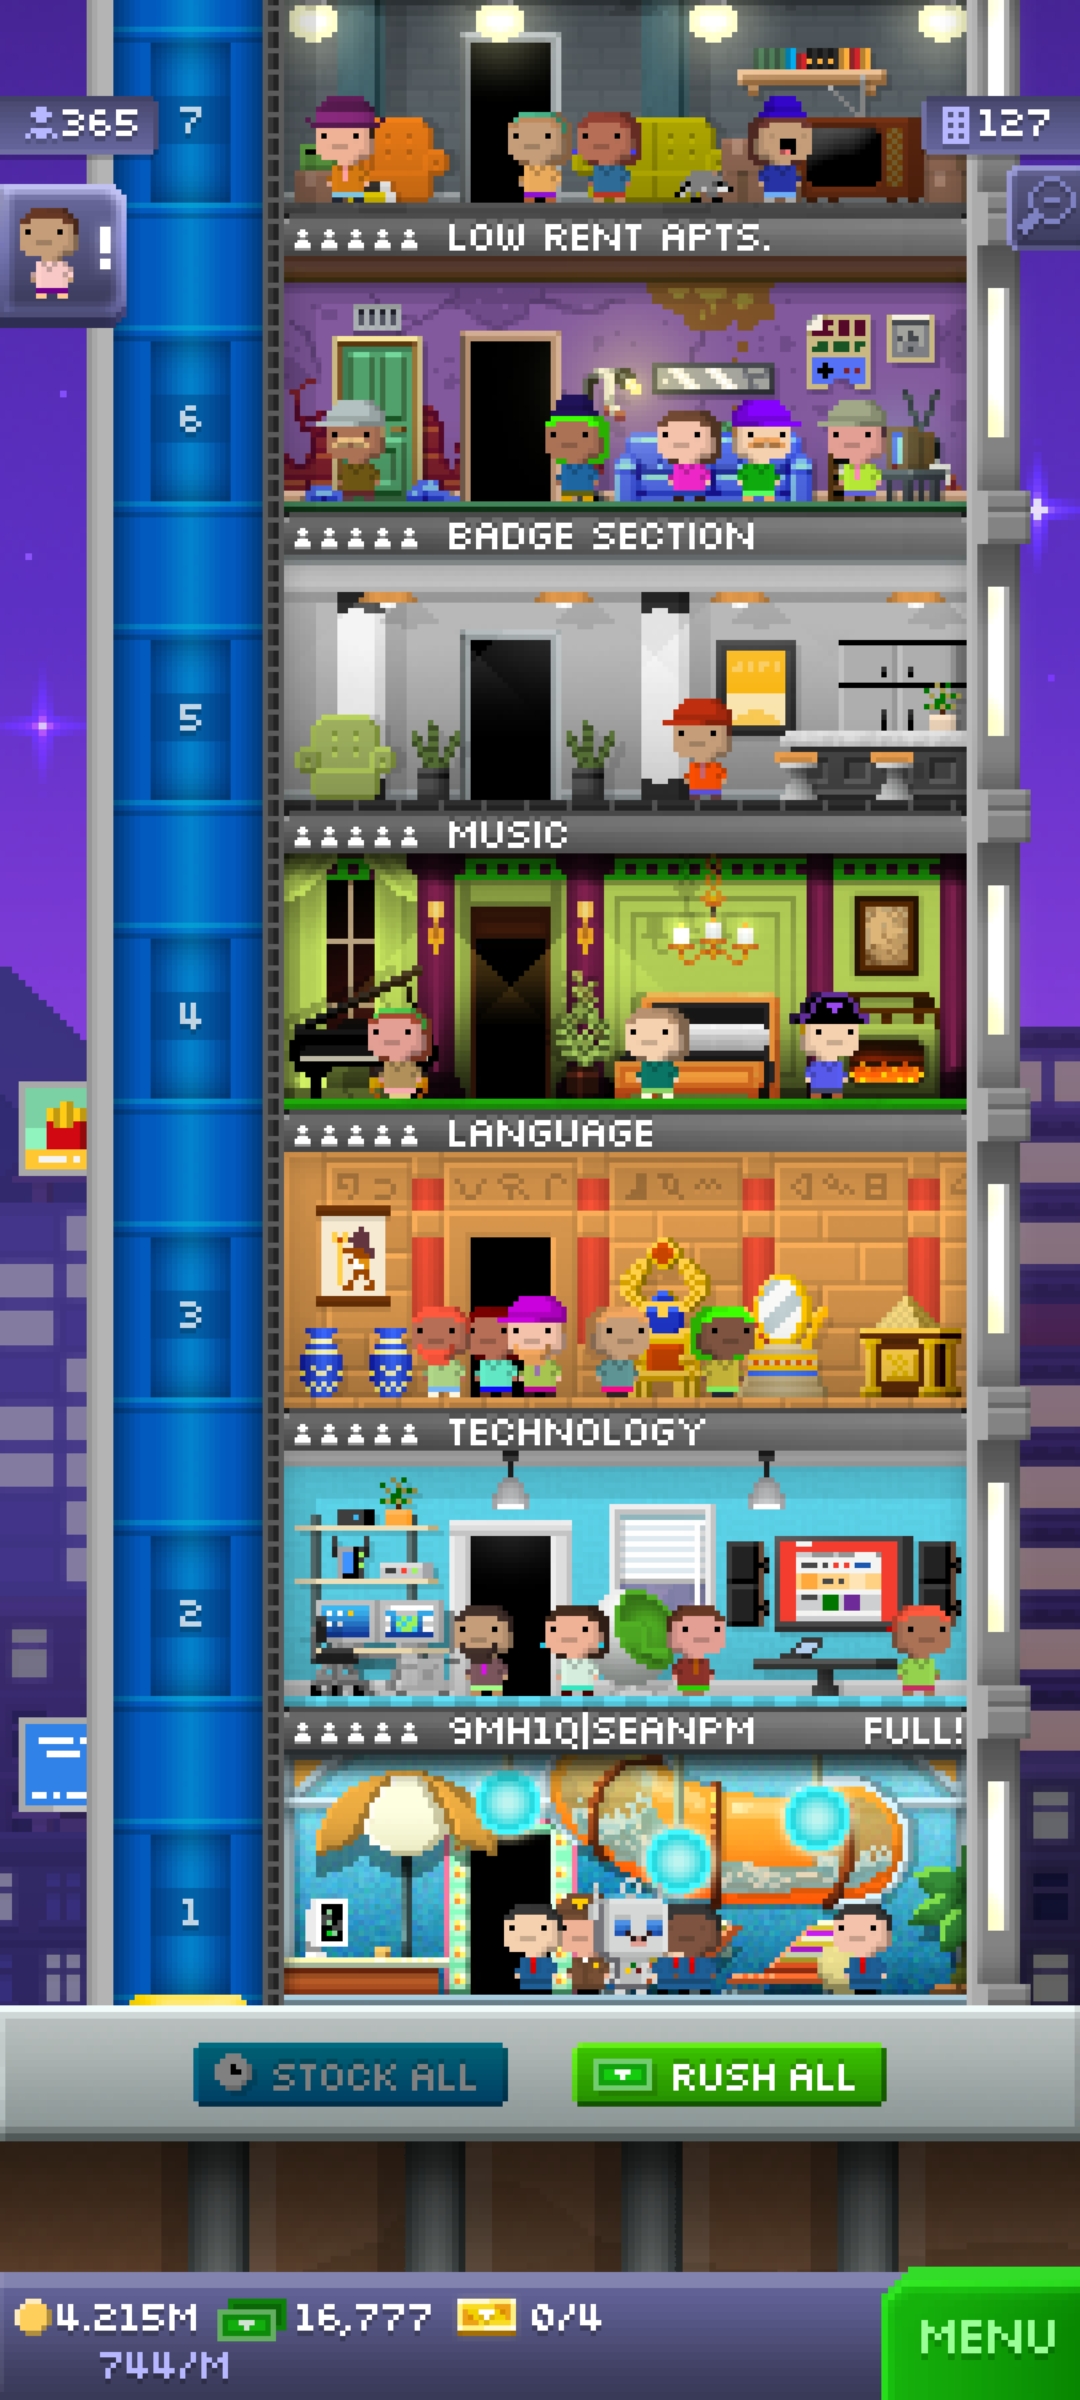 365
7
127
!
LOW RENT APTS.
6
BADGE SECTION
5
MUSIC
4
LANGUAGE
3
TECHNOLOGY
2
9MH1Q|SEANPM FULL!
1
STOCK ALL
RUSH ALL
4.215M 16,777 0/4
744/M
MENU